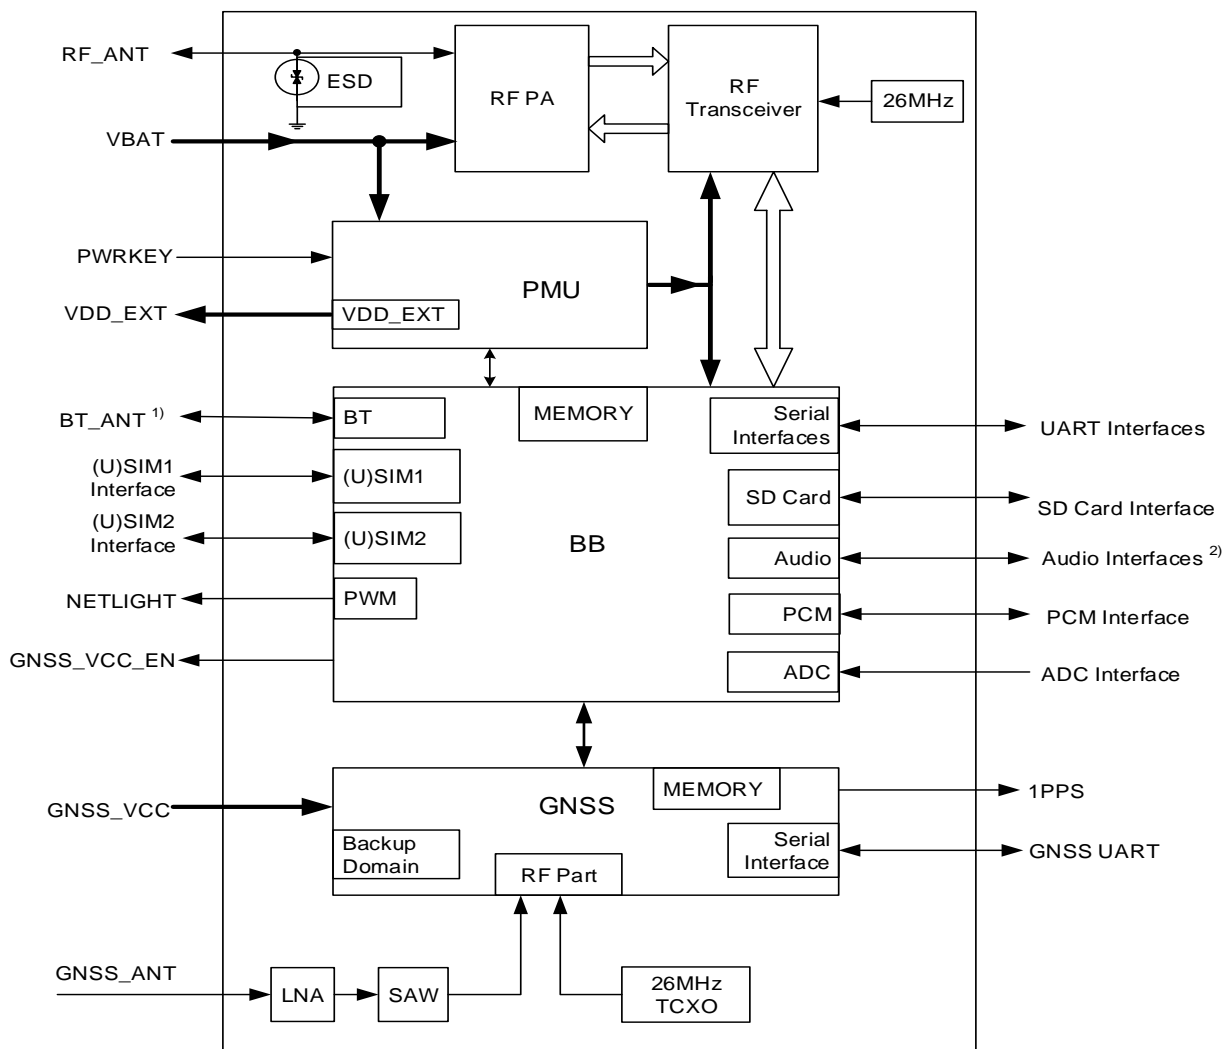 RF_ANT
ESD
RF PA
RF
Transceiver
26MHz
VBAT
PWRKEY
PMU
VDD_EXT
VDD_EXT
BT_ANT 1)
BT
MEMORY
Serial
Interfaces
UART Interfaces
(U)SIM1
Interface
(U)SIM1
SD Card
SD Card Interface
(U)SIM2
Interface
(U)SIM2
BB
Audio
Audio Interfaces 2)
NETLIGHT
PWM
PCM
PCM Interface
GNSS_VCC_EN
ADC
ADC Interface
GNSS_VCC
GNSS
MEMORY
1PPS
Backup
Domain
RF Part
Serial
Interface
GNSS UART
GNSS_ANT
LNA
SAW
26MHz
TCXO